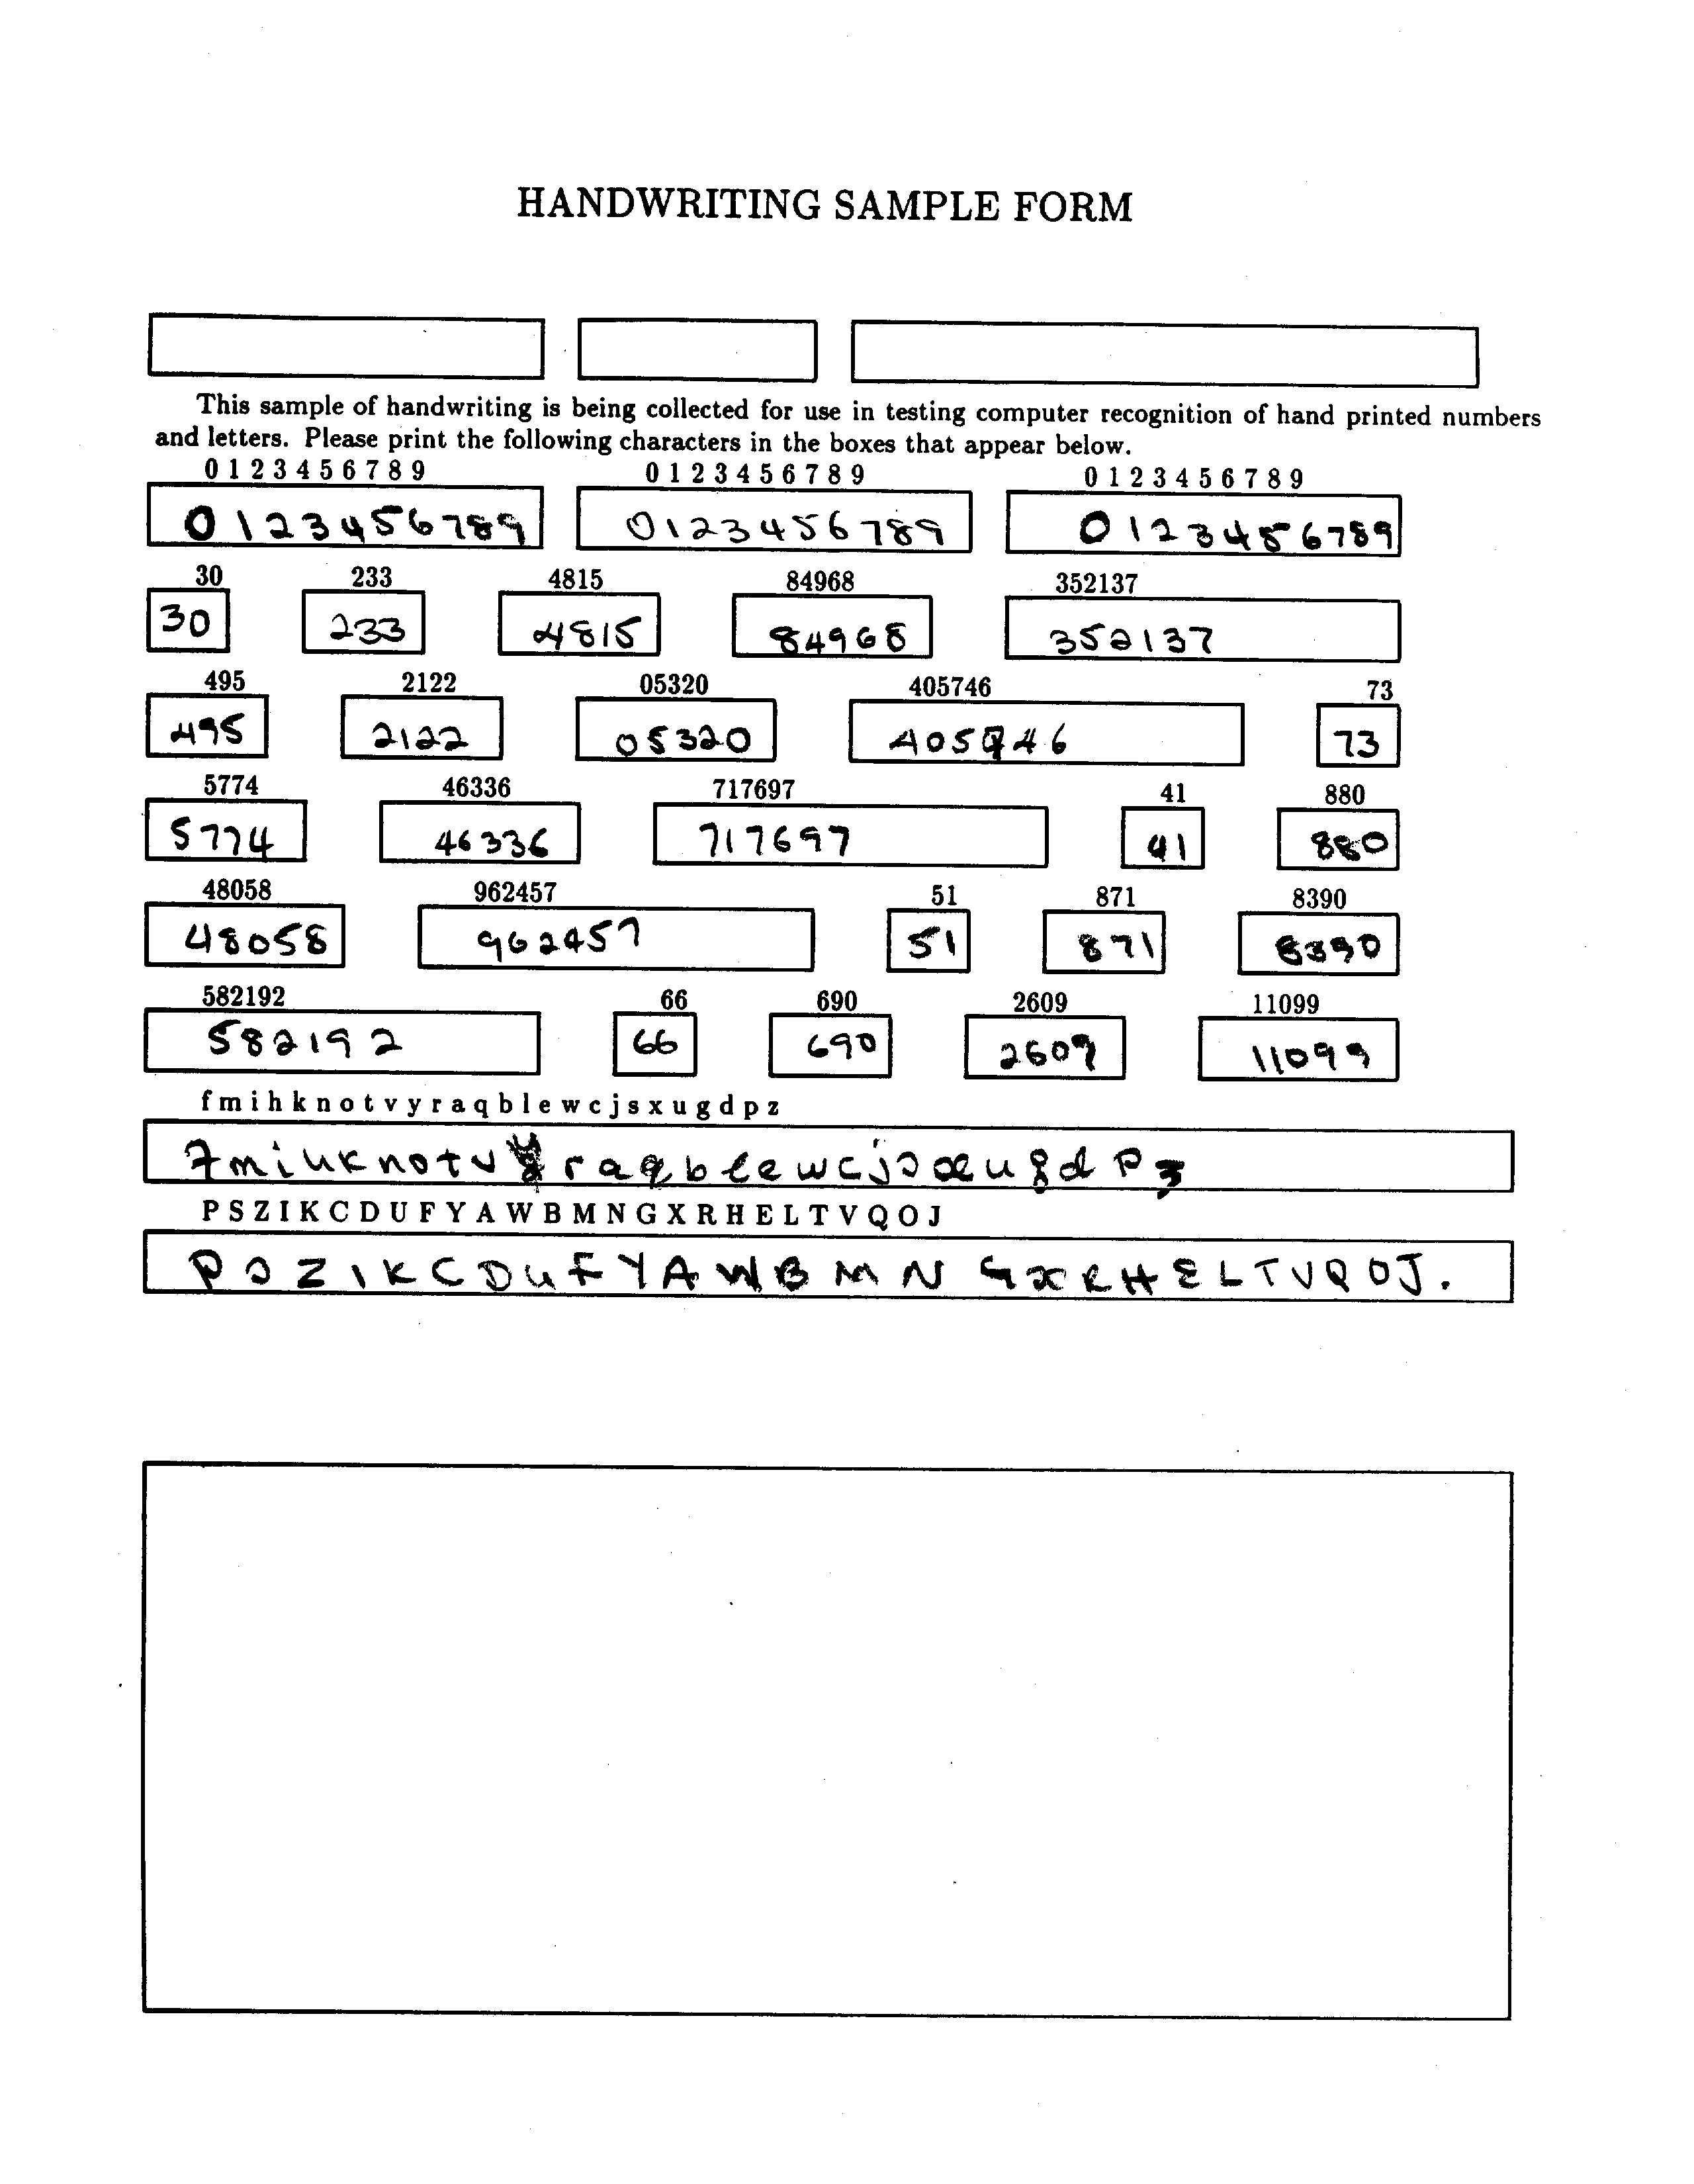 HANDWRITING SAMPLE FORM
This sample of handwriting is being collected for use in testing computer recognition of hand printed numbers
and letters. Please print the following characters in the boxes that appear below.
0 1 2 3 4 5 6 7 8 9 0 1 2 3 4 5 6 7 8 9 0 1 2 3 4 5 6 7 8 9
0123456789 0123456789 0123456789
30 233 4815 84968 352137
30 233 4815 84968 352137
495 2122 05320 405746 73
495 2122 05320 405746 73
5774 46336 717697 41 880
5774 46336 717697 41 880
48058 962457 51 871 8390
48058 962457 51 871 8390
582192 66 690 2609 11099
582192 66 690 2609 11099
f m i h k n o t v y r a q b l e w c j s x u g d p z
f m i h k n o t v y r a q b l e w c j s x u g d p z
P S Z I K C D U F Y A W B M N G X R H E L T V Q O J
P S Z I K C D U F Y A W B M N G X R H E L T V Q O J .